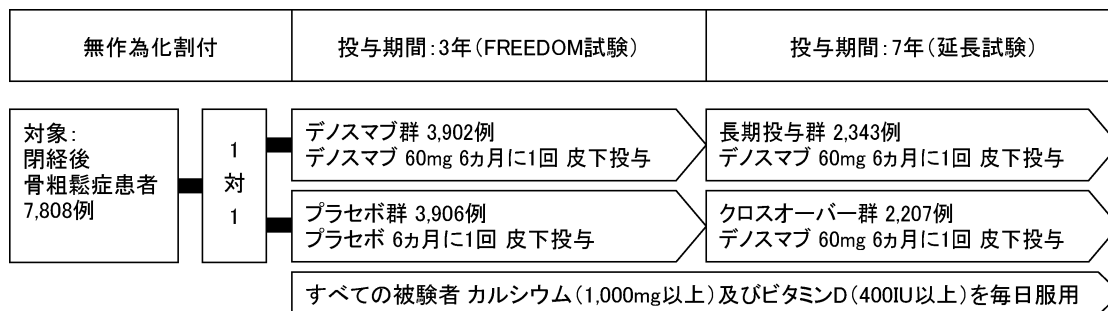 無作為化割付
投与期間:3年(FREEDOM試験)
投与期間:7年(延長試験)
対象:
閉経後
骨粗鬆症患者
7,808例
1
対
1
デノスマブ群 3,902例
デノスマブ 60mg 6ヵ月に1回 皮下投与
長期投与群 2,343例
デノスマブ 60mg 6ヵ月に1回 皮下投与
プラセボ群 3,906例
プラセボ 6ヵ月に1回 皮下投与
クロスオーバー群 2,207例
デノスマブ 60mg 6ヵ月に1回 皮下投与
すべての被験者 カルシウム(1,000mg以上)及びビタミンD(400IU以上)を毎日服用